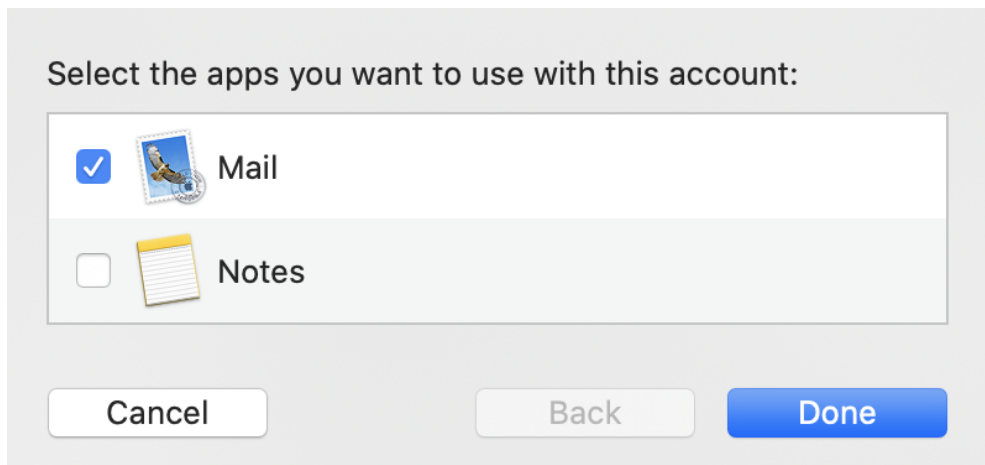 Select the apps you want to use with this account:
Mail
Notes
Cancel Back Done